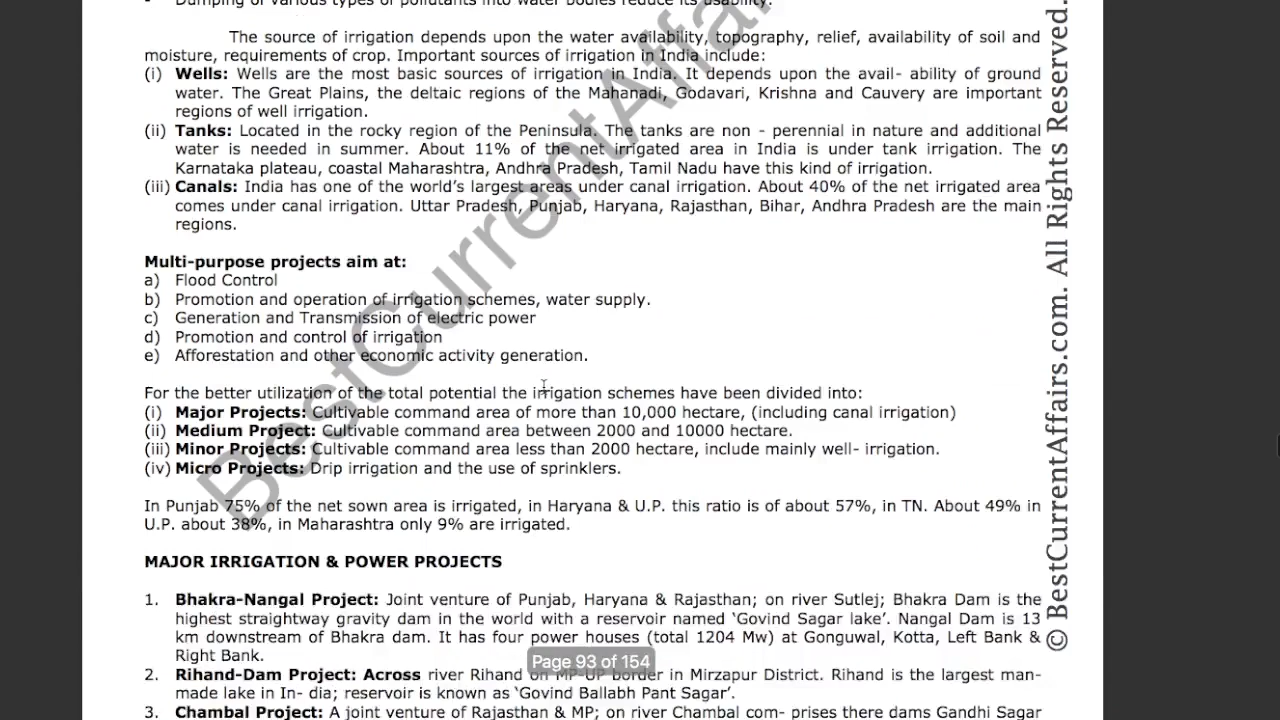 - Dumping of various types of pollutants into water bodies reduce its usability.
The source of irrigation depends upon the water availability, topography, relief, availability of soil and
moisture, requirements of crop. Important sources of irrigation in India include:
(i) Wells: Wells are the most basic sources of irrigation in India. It depends upon the avail- ability of ground
water. The Great Plains, the deltaic regions of the Mahanadi, Godavari, Krishna and Cauvery are important
regions of well irrigation.
(ii) Tanks: Located in the rocky region of the Peninsula. The tanks are non - perennial in nature and additional
water is needed in summer. About 11% of the net irrigated area in India is under tank irrigation. The
Karnataka plateau, coastal Maharashtra, Andhra Pradesh, Tamil Nadu have this kind of irrigation.
(iii) Canals: India has one of the world's largest areas under canal irrigation. About 40% of the net irrigated area
comes under canal irrigation. Uttar Pradesh, Punjab, Haryana, Rajasthan, Bihar, Andhra Pradesh are the main
regions.
Multi-purpose projects aim at:
a) Flood Control
b) Promotion and operation of irrigation schemes, water supply.
c) Generation and Transmission of electric power
d) Promotion and control of irrigation
e) Afforestation and other economic activity generation.
For the better utilization of the total potential the irrigation schemes have been divided into:
(i) Major Projects: Cultivable command area of more than 10,000 hectare, (including canal irrigation)
(ii) Medium Project: Cultivable command area between 2000 and 10000 hectare.
(iii) Minor Projects: Cultivable command area less than 2000 hectare, include mainly well- irrigation.
(iv) Micro Projects: Drip irrigation and the use of sprinklers.
In Punjab 75% of the net sown area is irrigated, in Haryana & U.P. this ratio is of about 57%, in TN. About 49% in
U.P. about 38%, in Maharashtra only 9% are irrigated.
MAJOR IRRIGATION & POWER PROJECTS
1. Bhakra-Nangal Project: Joint venture of Punjab, Haryana & Rajasthan; on river Sutlej; Bhakra Dam is the
highest straightway gravity dam in the world with a reservoir named 'Govind Sagar lake'. Nangal Dam is 13
km downstream of Bhakra dam. It has four power houses (total 1204 Mw) at Gonguwal, Kotta, Left Bank &
Right Bank.
2. Rihand-Dam Project: Across river Rihand on MP-UP border in Mirzapur District. Rihand is the largest man-
made lake in In- dia; reservoir is known as 'Govind Ballabh Pant Sagar'.
3. Chambal Project: A joint venture of Rajasthan & MP; on river Chambal com- prises there dams Gandhi Sagar
Page 93 of 154
BestCurrentAffai
© BestCurrentAffairs.com. All Rights Reserved.